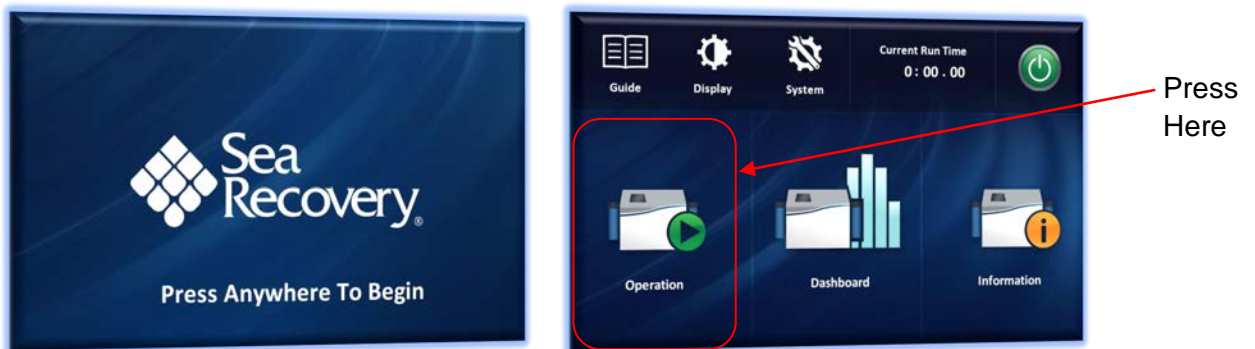 Sea
Recovery®
Press Anywhere To Begin
Guide
Display
System
Current Run Time
0 : 00 . 00
Operation
Dashboard
Information
Press
Here